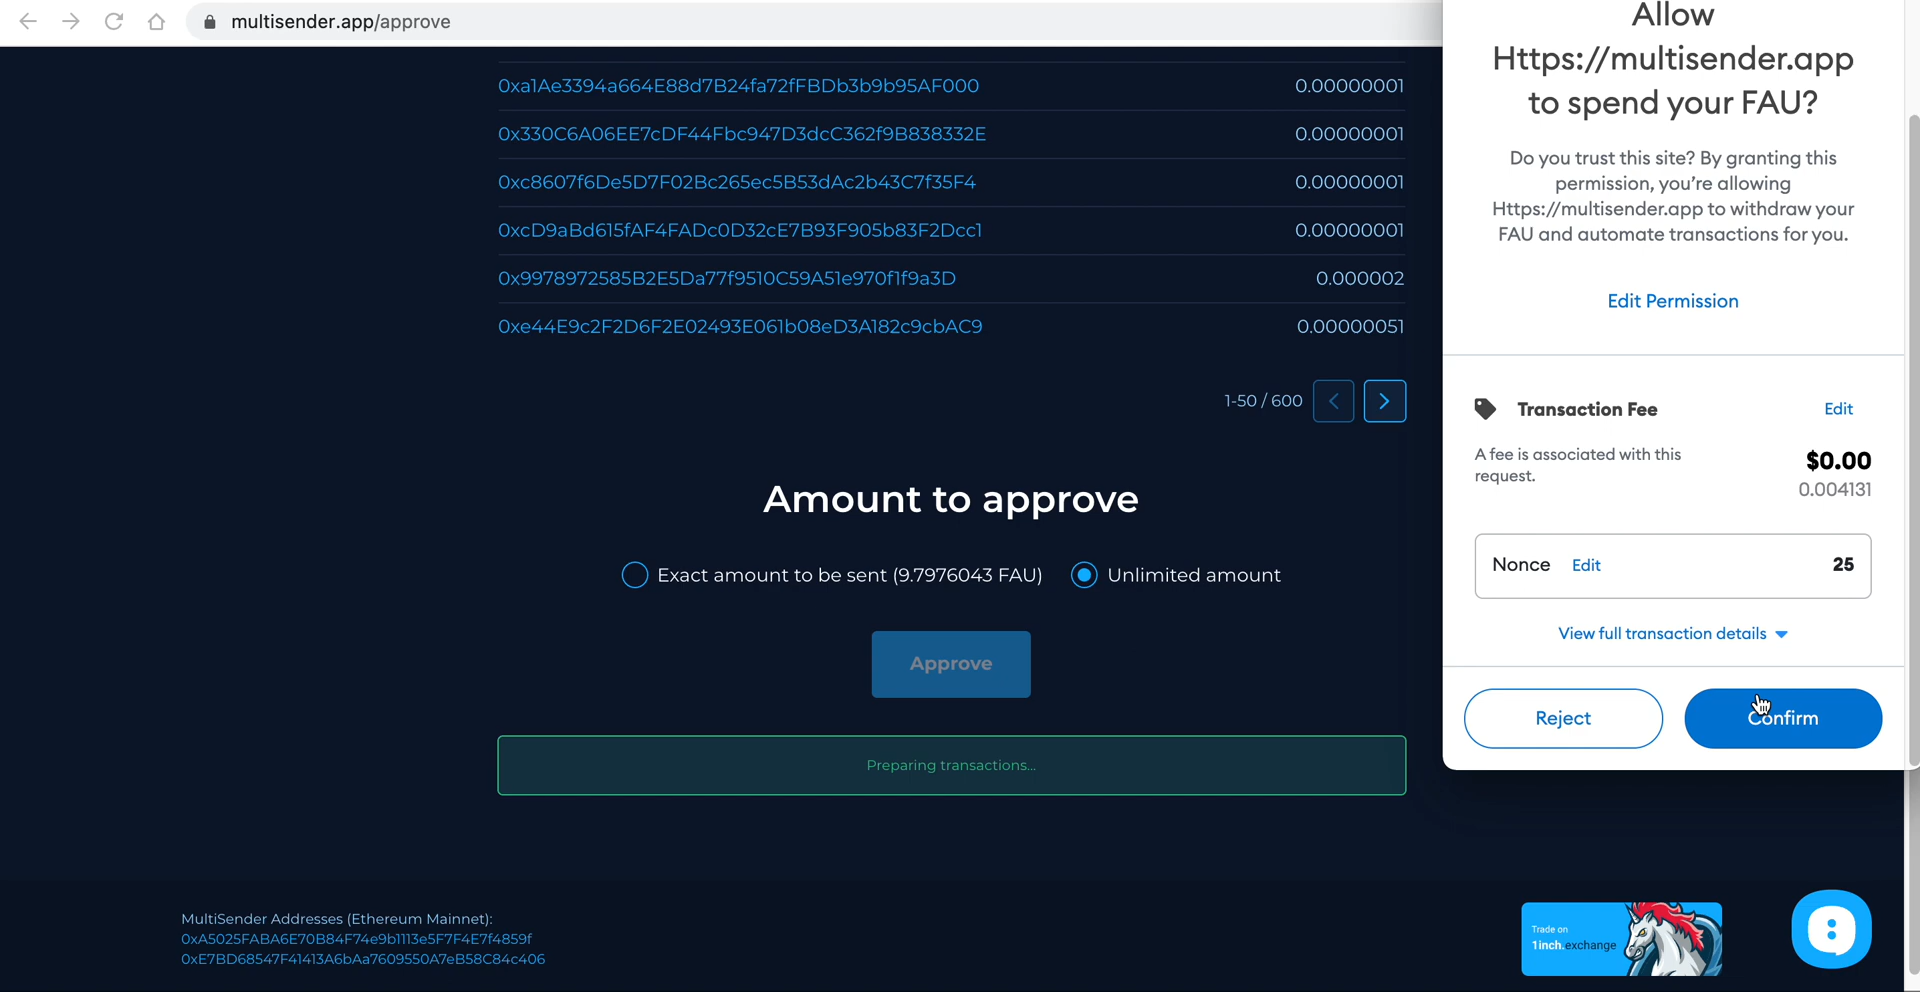 multisender.app/approve
0xa1Ae3394a664E88d7B24fa72fFBDb3b9b95AF000 0.00000001
0x330C6A06EE7cDF44Fbc947D3dcC362f9B838332E 0.00000001
0xc8607f6De5D7F02Bc265ec5B53dAc2b43C7f35F4 0.00000001
0xcD9aBd615fAF4FADc0D32cE7B93F905b83F2Dcc1 0.00000001
0x9978972585B2E5Da77f9510C59A51e970f1f9a3D 0.000002
0xe44E9c2F2D6F2E02493E061b08eD3A182c9cbAC9 0.00000051
1-50 / 600
Amount to approve
Exact amount to be sent (9.7976043 FAU) Unlimited amount
Approve
Preparing transactions...
MultiSender Addresses (Ethereum Mainnet):
0xA5025FABA6E70B84F74e9b1113e5F7F4E7f4859f
0xE7BD68547F41413A6bAa7609550A7eB58C84c406
Trade on
1inch.exchange
Allow
Https://multisender.app
to spend your FAU?
Do you trust this site? By granting this
permission, you’re allowing
Https://multisender.app to withdraw your
FAU and automate transactions for you.
Edit Permission
Transaction Fee Edit
A fee is associated with this
request.
$0.00
0.004131
Nonce Edit 25
View full transaction details
Reject Confirm